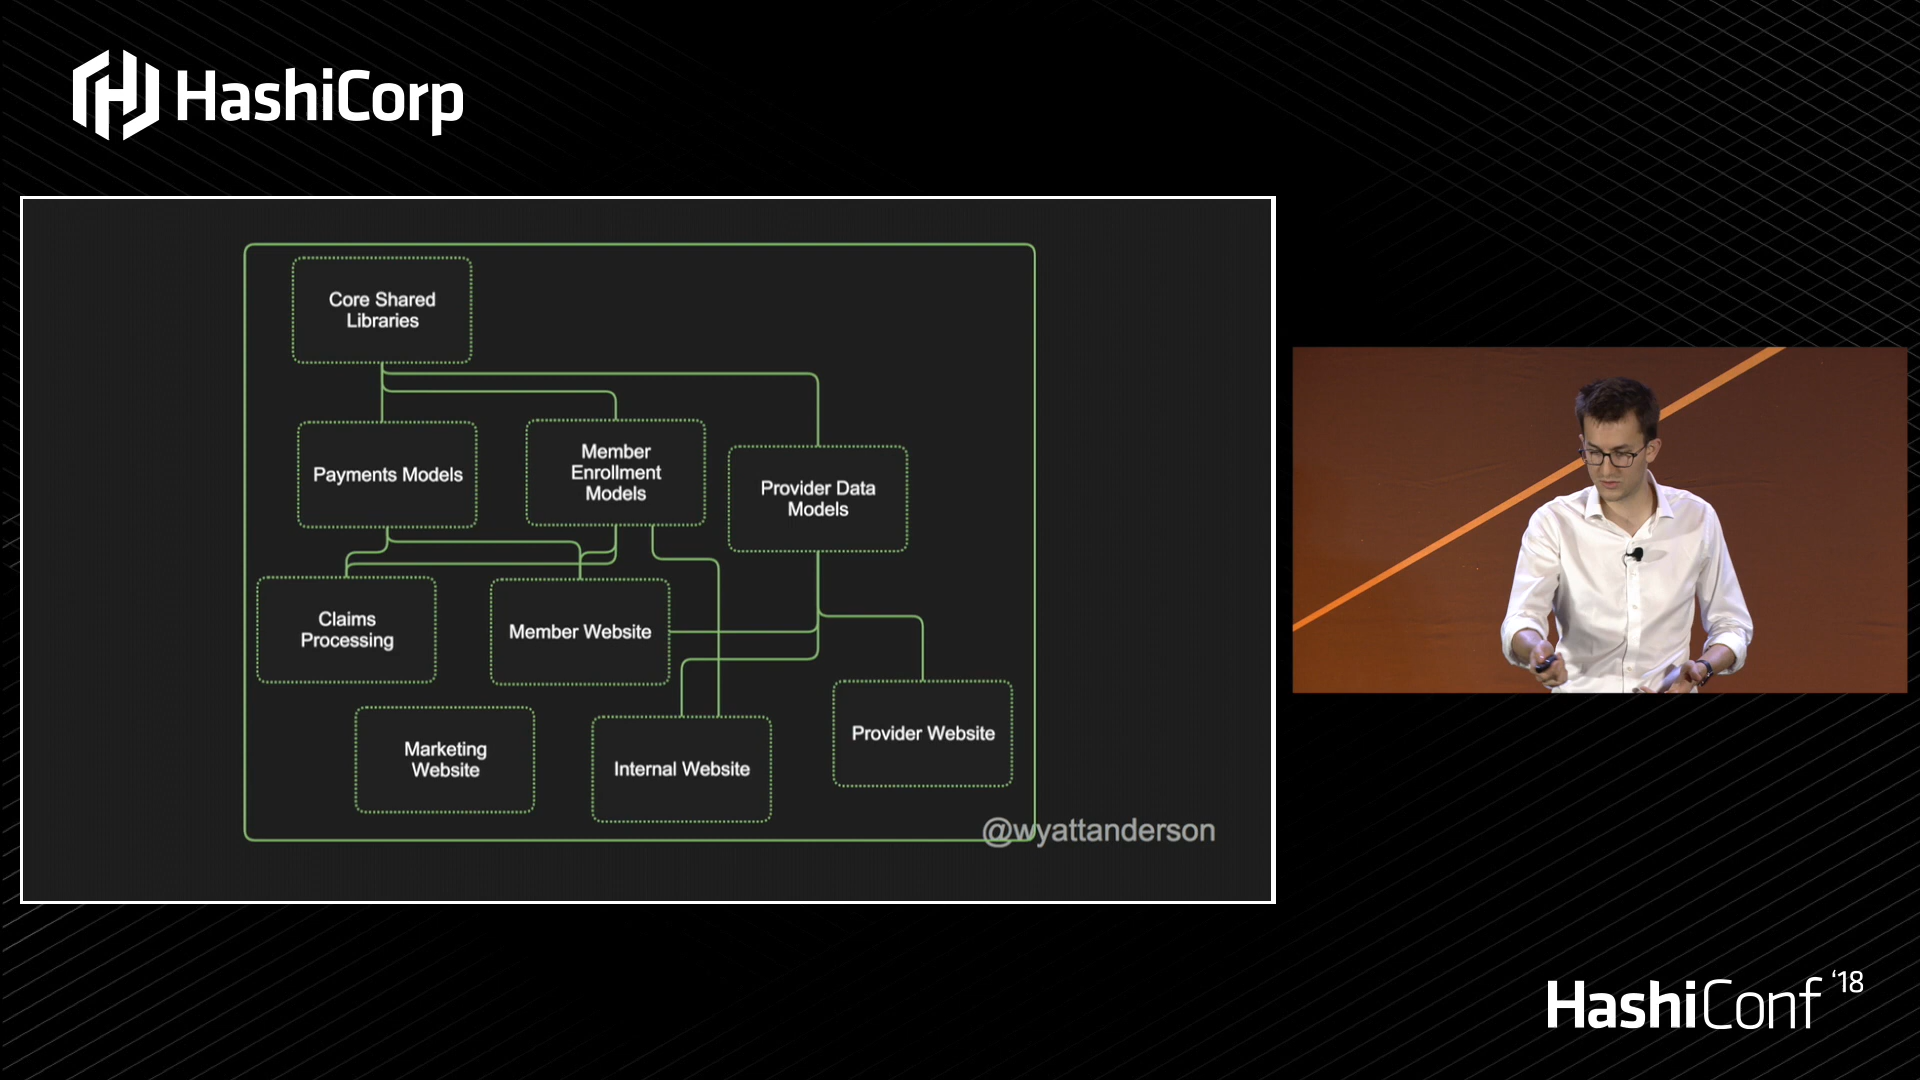 HashiCorp
Core Shared
Libraries
Payments Models
Member
Enrollment
Models
Provider Data
Models
Claims
Processing
Member Website
Marketing
Website
Internal Website
Provider Website
@wyattanderson
HashiConf '18